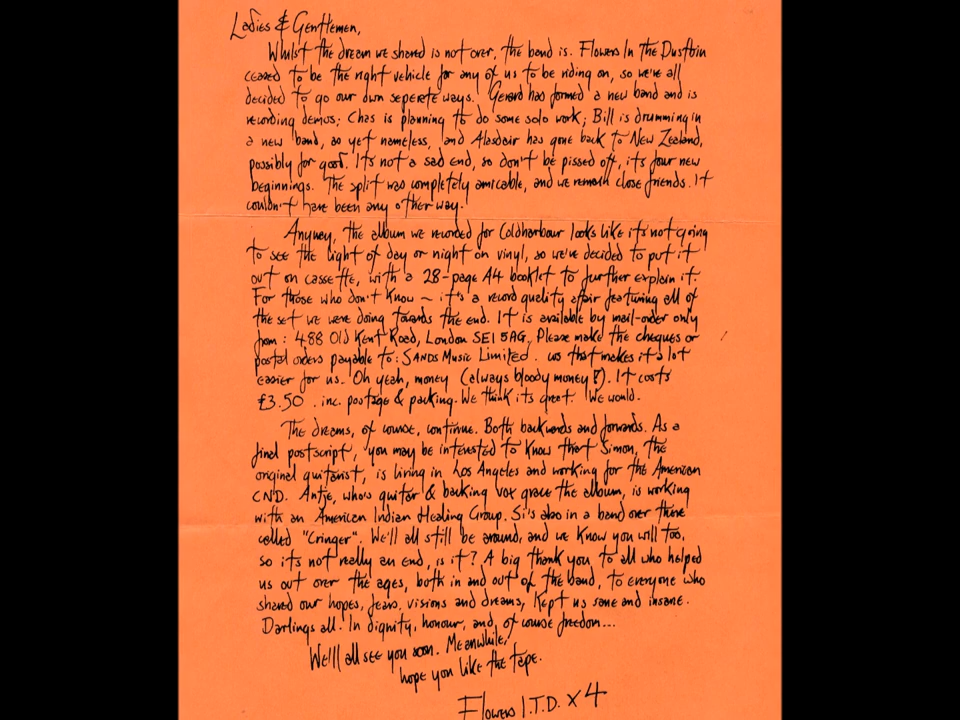 Ladies & Gentlemen,
Whilst the dream we shared is not over, the band is. Flowers In The Dustbin
ceased to be the right vehicle for any of us to be riding on, so we've all
decided to go our own seperate ways. Gerard has formed a new band and is
recording demos; Chas is planning to do some solo work; Bill is drumming in
a new band, as yet nameless, and Alasdair has gone back to New Zealand,
possibly for good. It's not a sad end, so don't be pissed off, it's four new
beginnings. The split was completely amicable, and we remain close friends. It
couldn't have been any other way.
Anyway, the album we recorded for Coldharbour looks like it's not going
to see the light of day or night on vinyl, so we've decided to put it
out on cassette, with a 28-page A4 booklet to further explain it.
For those who don't know ~ it's a record quality affair featuring all of
the set we were doing towards the end. It is available by mail-order only
from: 488 Old Kent Road, London SE1 5AG. Please make the cheques or
postal orders payable to: SANDS Music Limited. cos that makes it a lot
easier for us. Oh yeah, money (always bloody money!?). It costs
£3.50 . inc. postage & packing. We think it's great. We would.
The dreams, of course, continue. Both backwards and forwards. As a
final postscript, you may be interested to know that Simon, the
original guitarist, is living in Los Angeles and working for the American
CND. Antje, who's guitar & backing vox grace the album, is working
with an American Indian Healing Group. Si's also in a band over there
called "Cringer". We'll all still be around, and we know you will too,
so it's not really an end, is it? A big thank you to all who helped
us out over the ages, both in and out of the band, to everyone who
shared our hopes, fears, visions and dreams, kept us sane and insane.
Darlings all. In dignity, honour, and, of course freedom...
We'll all see you soon. Meanwhile,
hope you like the tape.
Flowers I.T.D. x4